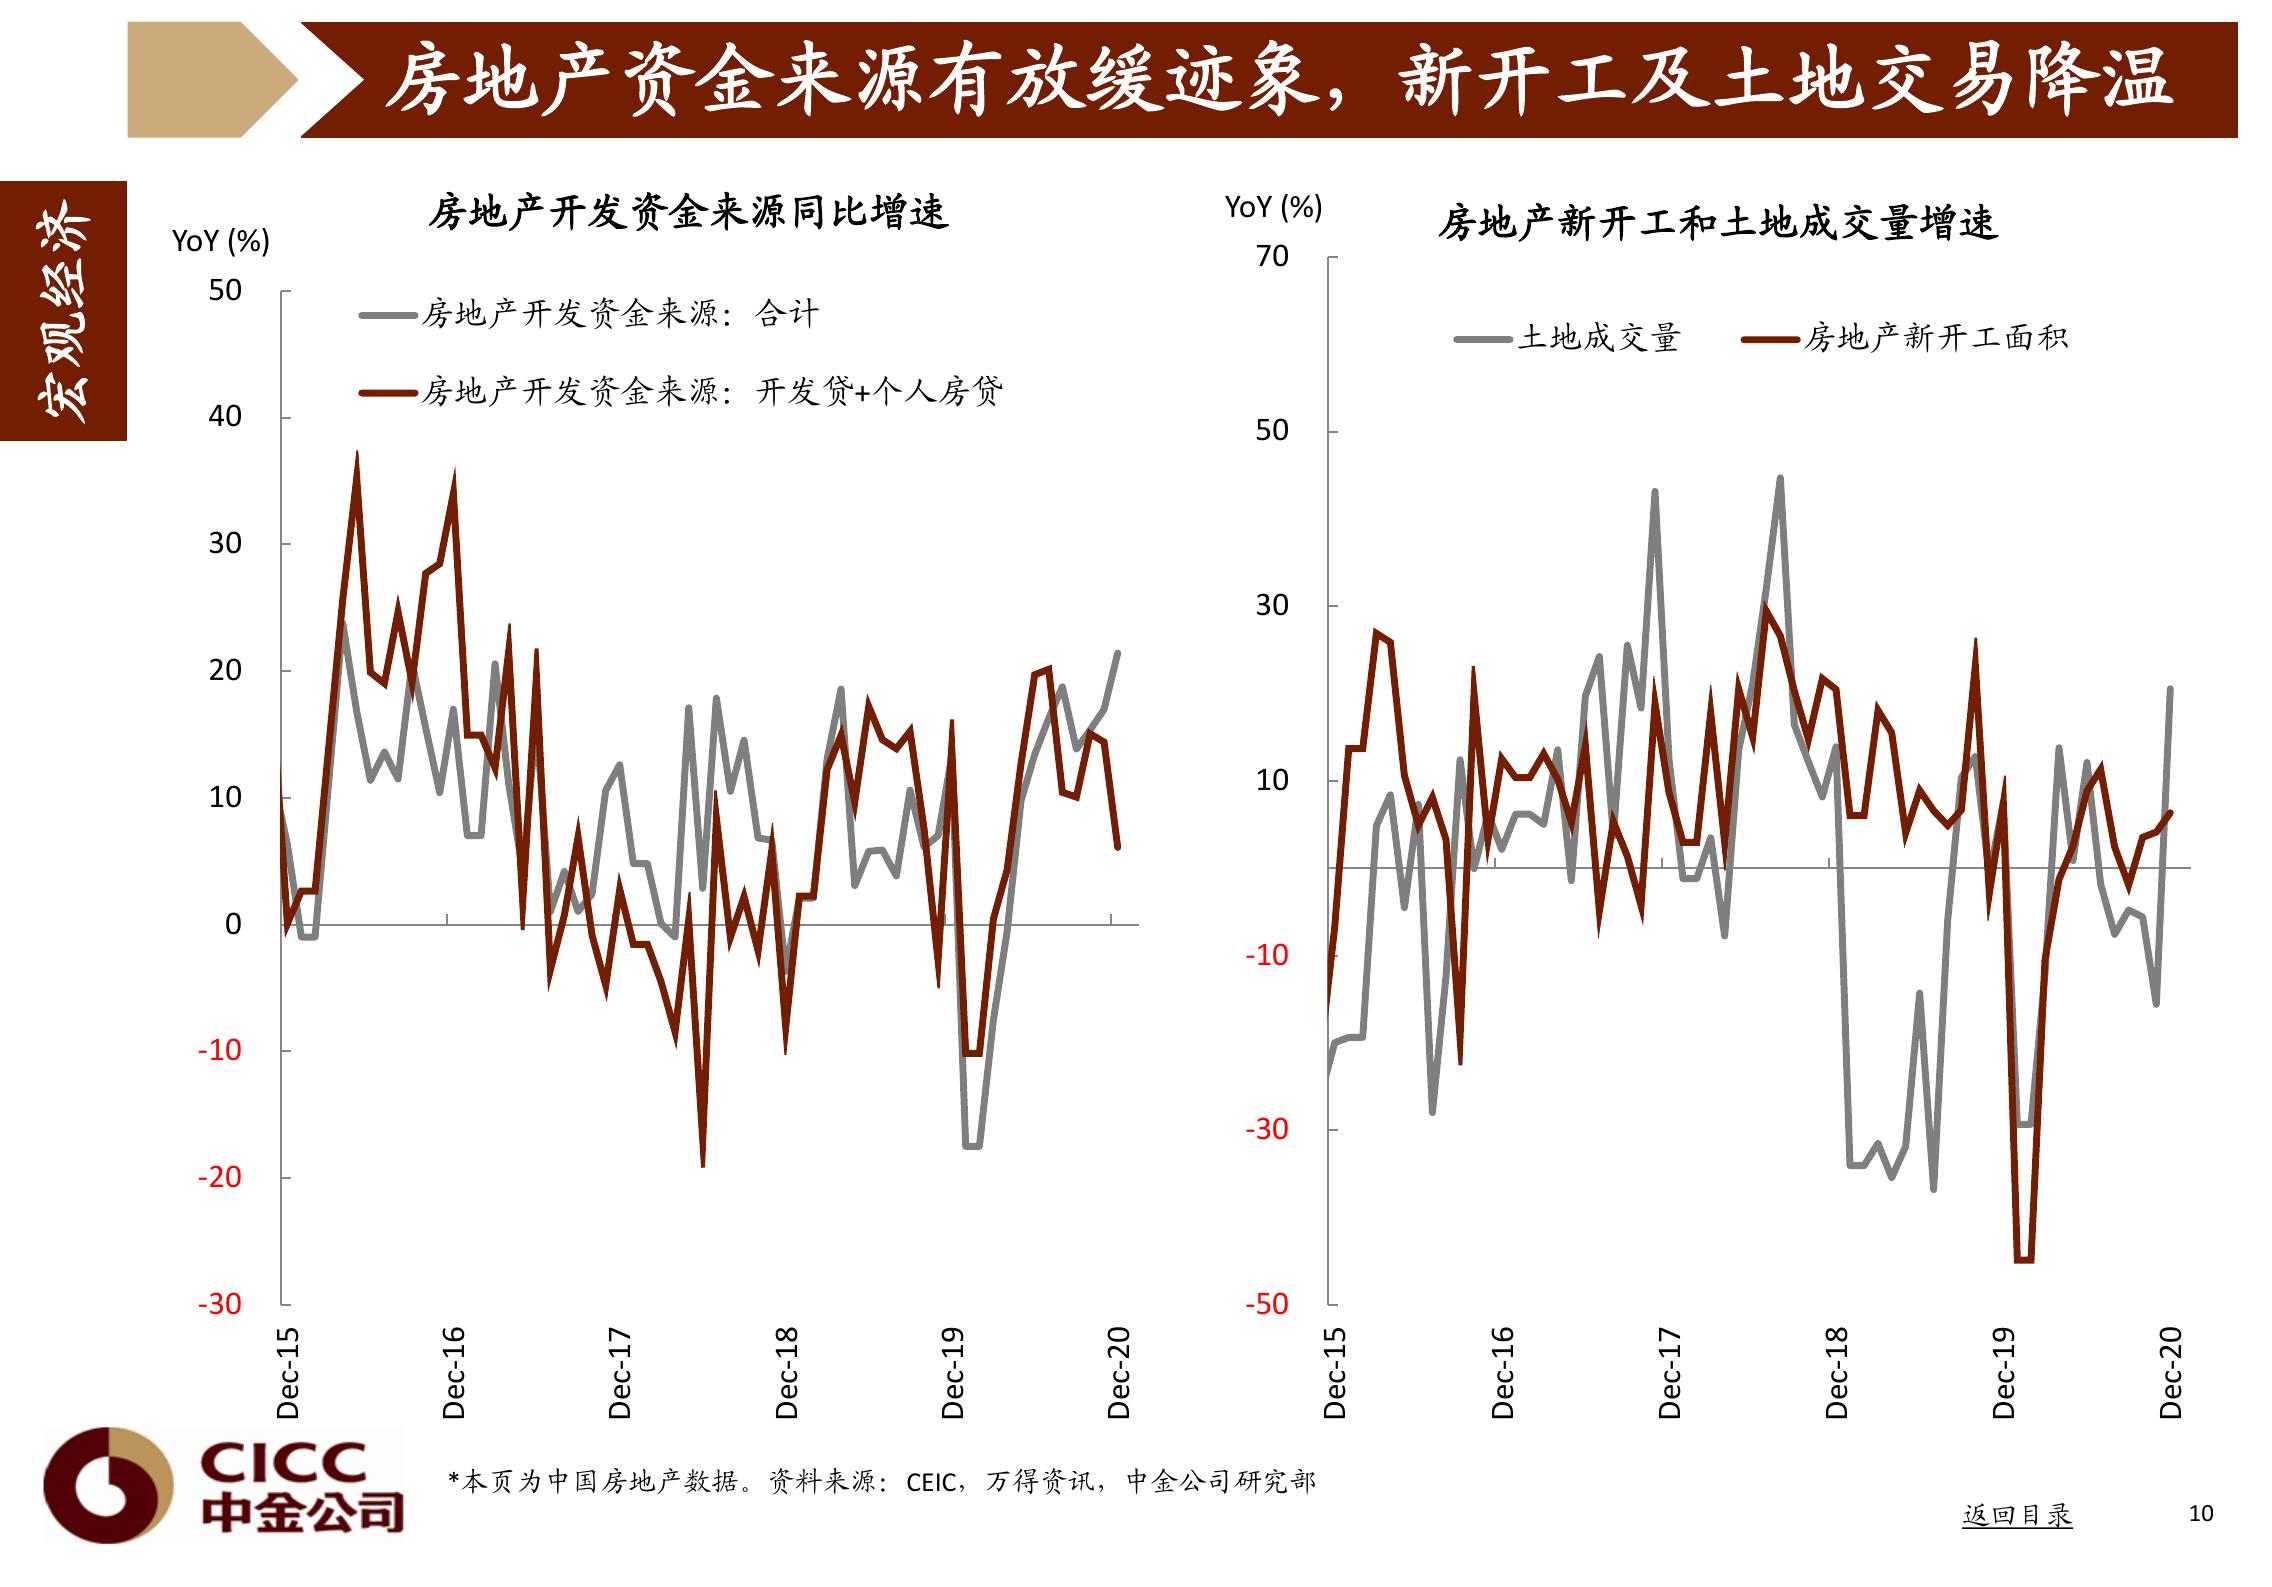 房地产资金来源有放缓迹象，新开工及土地交易降温
宏观经济
房地产开发资金来源同比增速
YoY (%)
50
40
30
20
10
0
-10
-20
-30
房地产开发资金来源：合计
房地产开发资金来源：开发贷+个人房贷
Dec-15
Dec-16
Dec-17
Dec-18
Dec-19
Dec-20
房地产新开工和土地成交量增速
YoY (%)
70
50
30
10
-10
-30
-50
土地成交量
房地产新开工面积
Dec-15
Dec-16
Dec-17
Dec-18
Dec-19
Dec-20
CICC
中金公司
*本页为中国房地产数据。资料来源：CEIC，万得资讯，中金公司研究部
返回目录
10